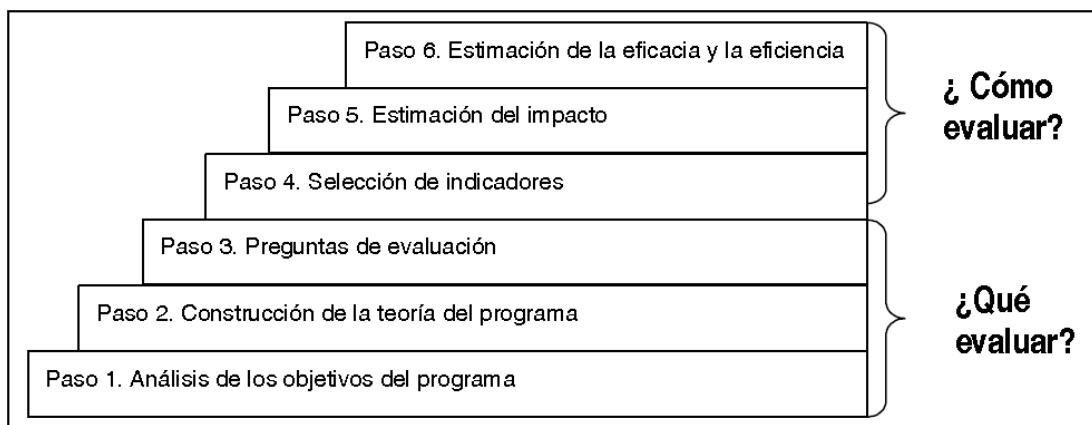 Paso 6. Estimación de la eficacia y la eficiencia
Paso 5. Estimación del impacto
Paso 4. Selección de indicadores
¿ Cómo
evaluar?
Paso 3. Preguntas de evaluación
Paso 2. Construcción de la teoría del programa
Paso 1. Análisis de los objetivos del programa
¿Qué
evaluar?